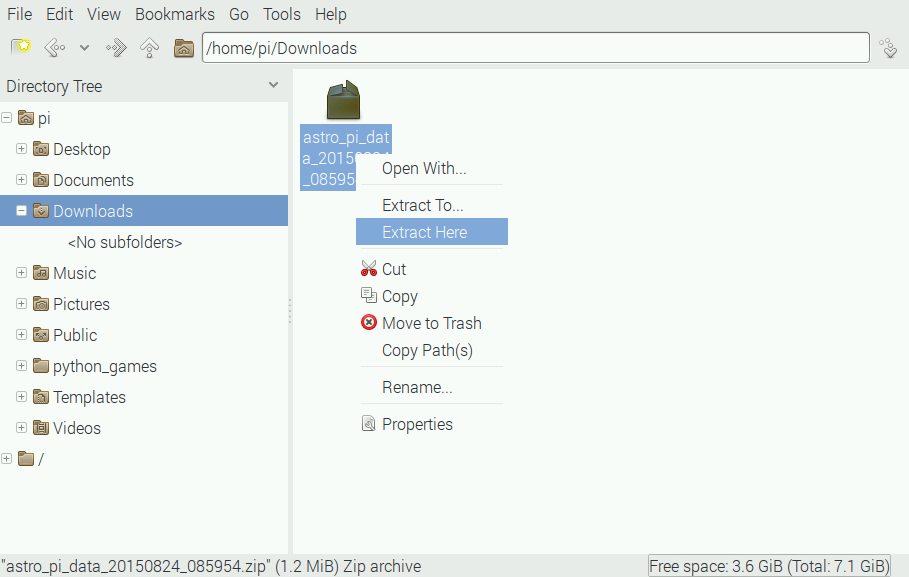 File Edit View Bookmarks Go Tools Help
/home/pi/Downloads
Directory Tree
pi
Desktop
Documents
Downloads
<No subfolders>
Music
Pictures
Public
python_games
Templates
Videos
/
astro_pi_dat
a_20150824
_08595
Open With...
Extract To...
Extract Here
Cut
Copy
Move to Trash
Copy Path(s)
Rename...
Properties
"astro_pi_data_20150824_085954.zip" (1.2 MiB) Zip archive
Free space: 3.6 GiB (Total: 7.1 GiB)